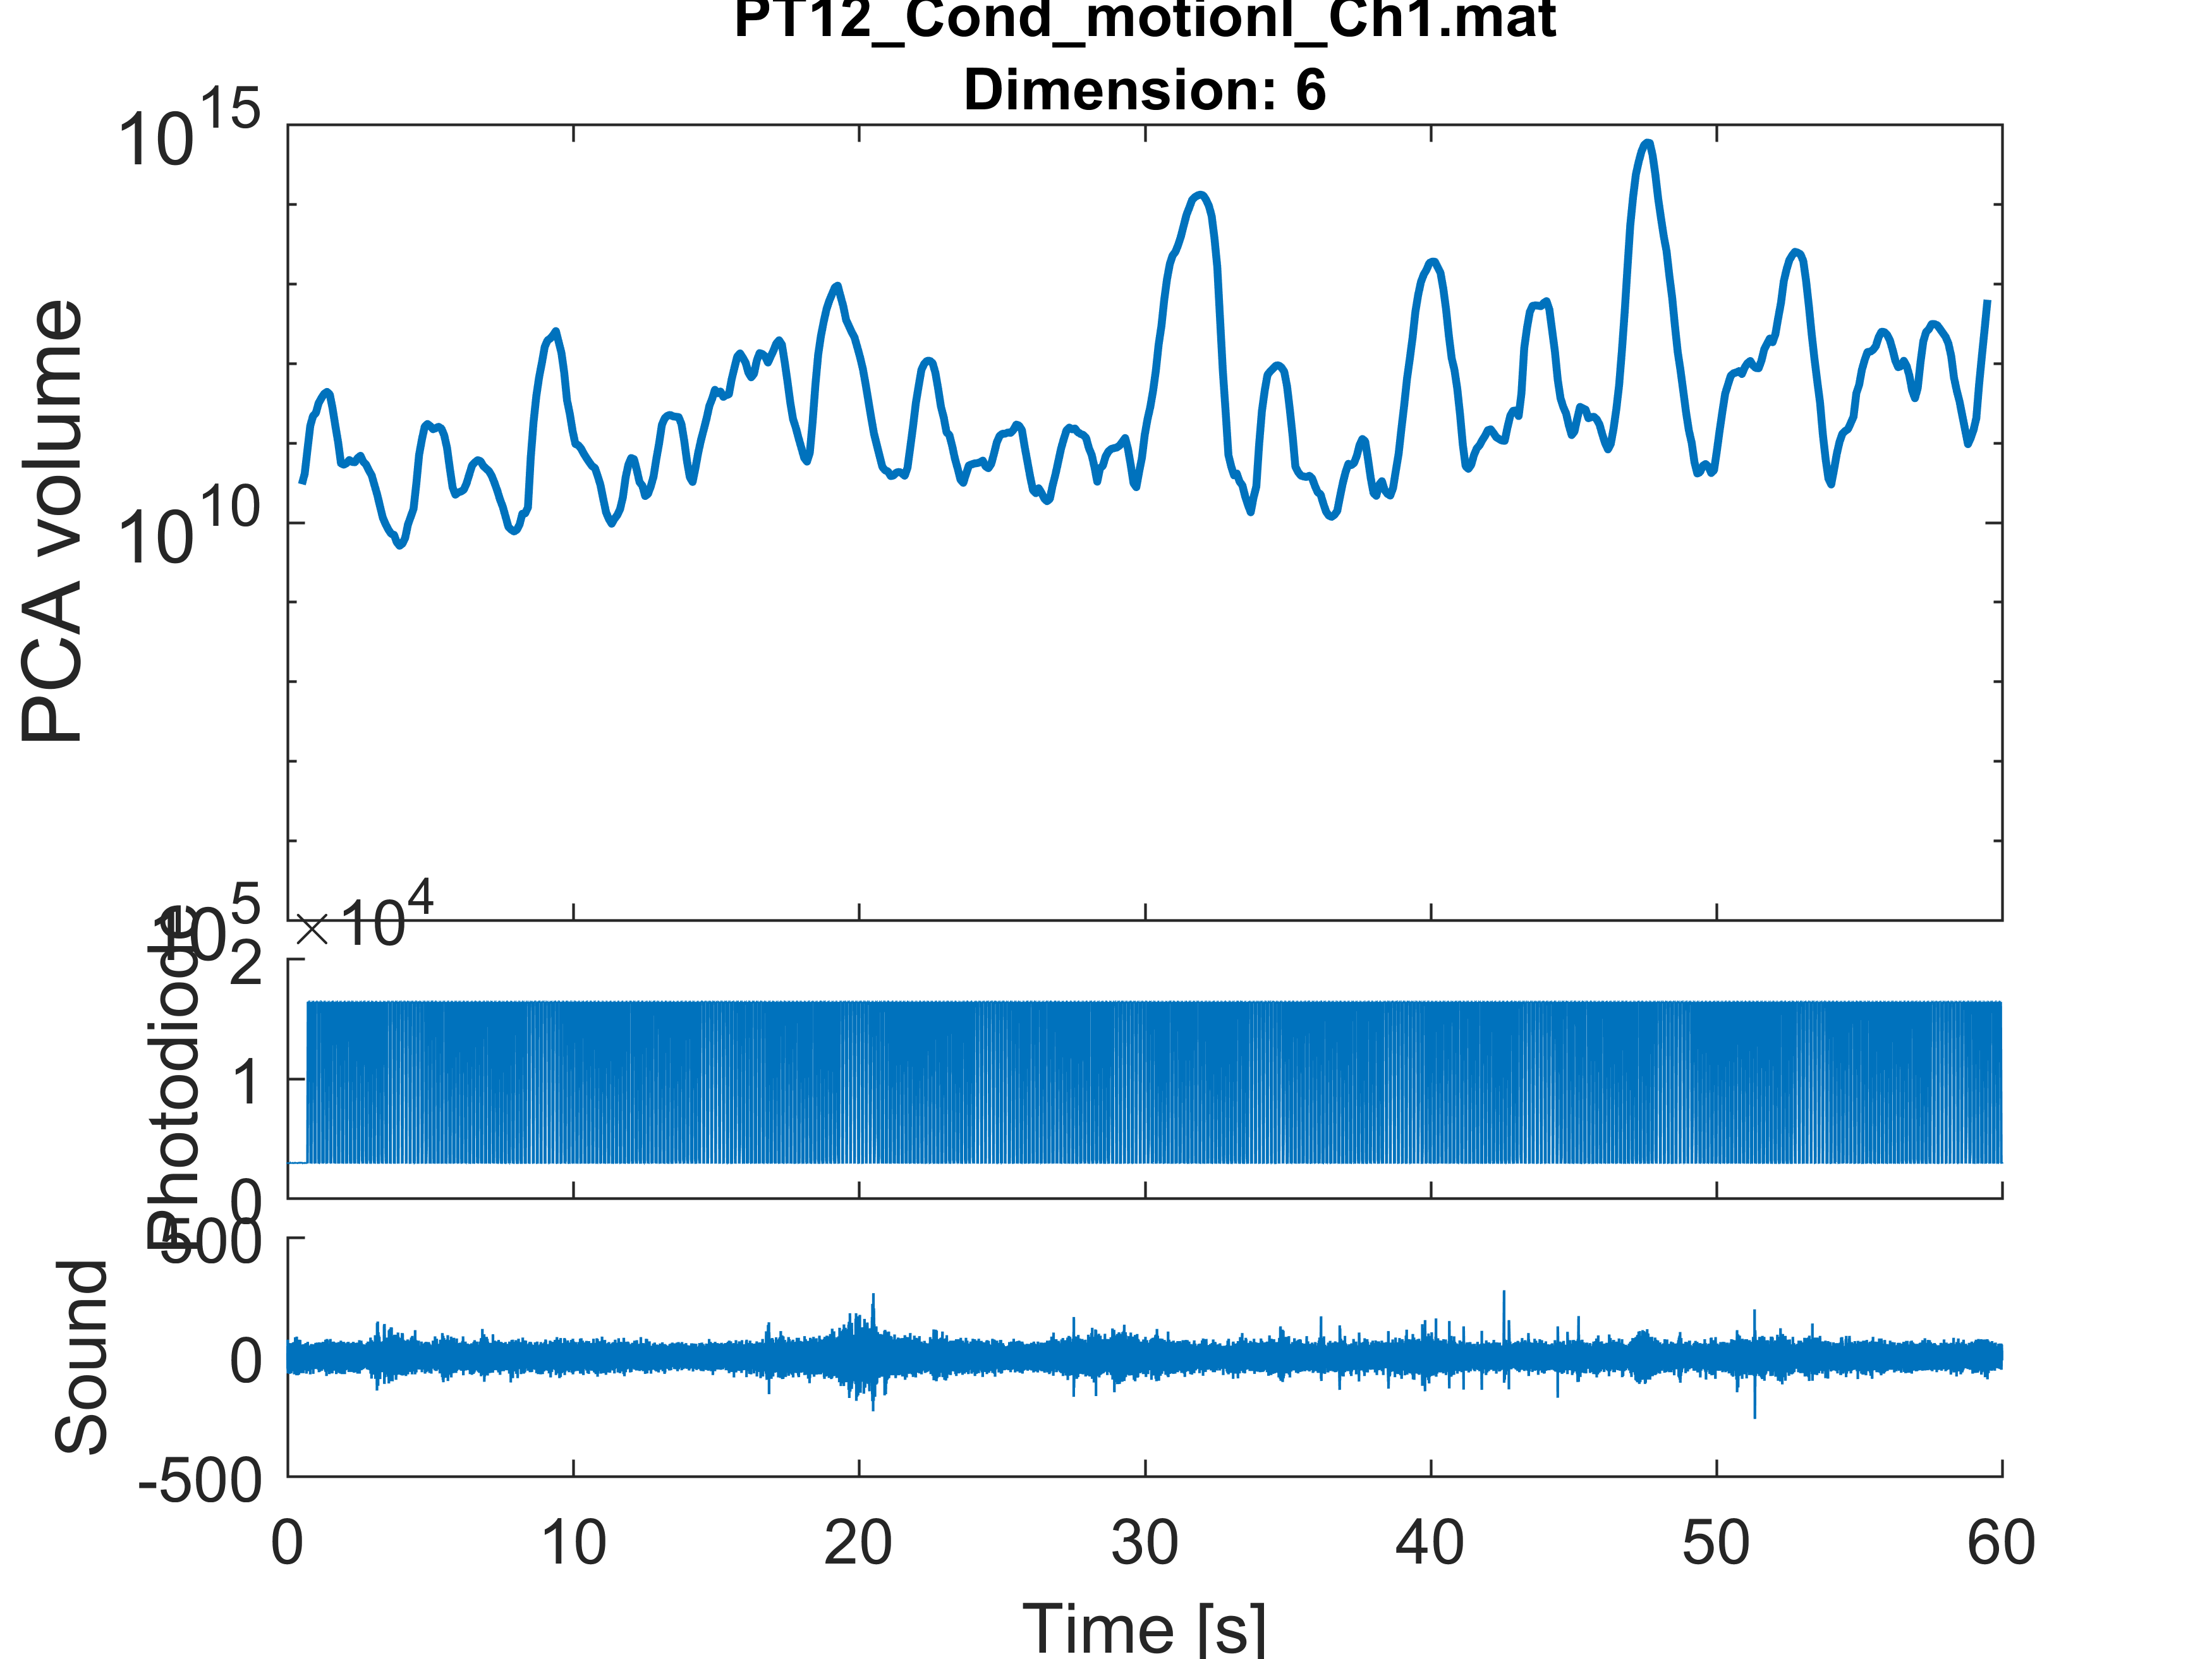 PT12_Cond_motionI_Ch1.mat
Dimension: 6
PCA volume
10^15
10^10
10^5
×10^4
Photodiode
2
1
0
Sound
500
0
-500
0 10 20 30 40 50 60
Time [s]